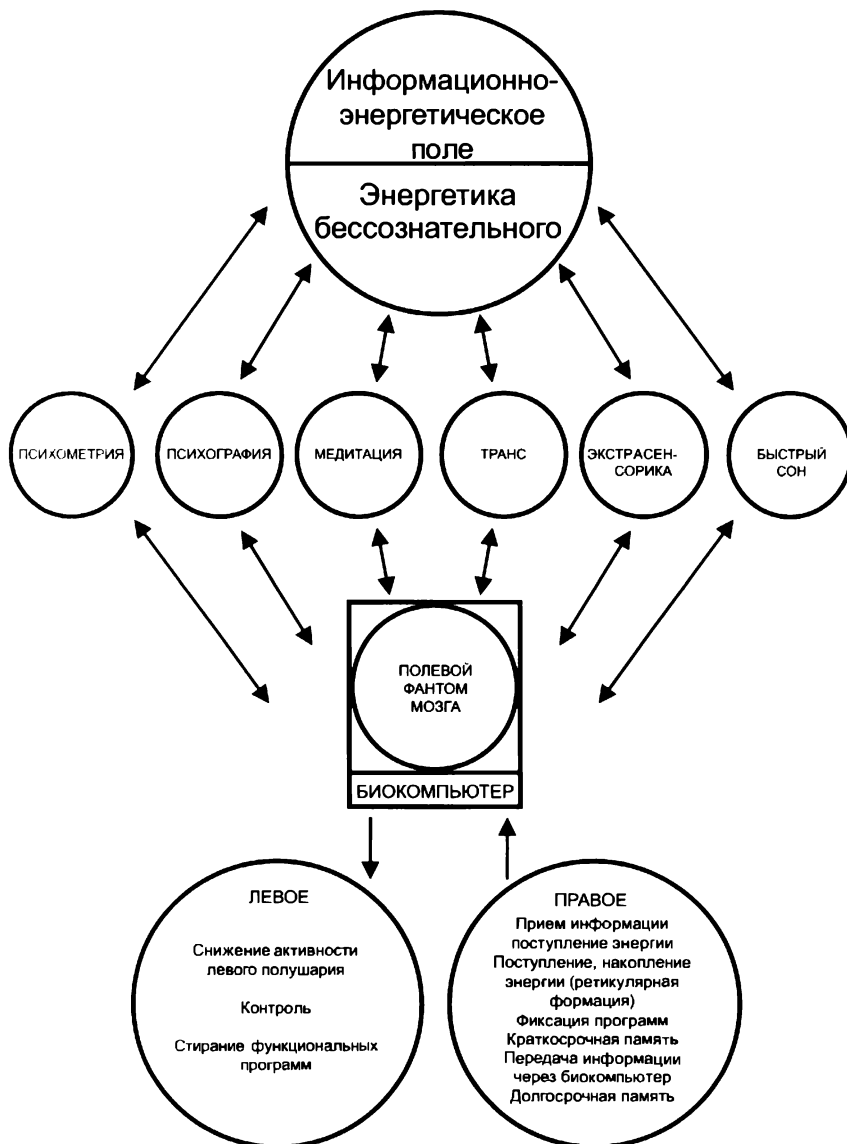 Информационно-
энергетическое
поле
Энергетика
бессознательного
ПСИХОМЕТРИЯ
ПСИХОГРАФИЯ
МЕДИТАЦИЯ
ТРАНС
ЭКСТРАСЕН-
СОРИКА
БЫСТРЫЙ
СОН
ПОЛЕВОЙ
ФАНТОМ
МОЗГА
БИОКОМПЬЮТЕР
ЛЕВОЕ
Снижение активности
левого полушария
Контроль
Стирание функциональных
программ
ПРАВОЕ
Прием информации
поступление энергии
Поступление, накопление
энергии (ретикулярная
формация)
Фиксация программ
Краткосрочная память
Передача информации
через биокомпьютер
Долгосрочная память